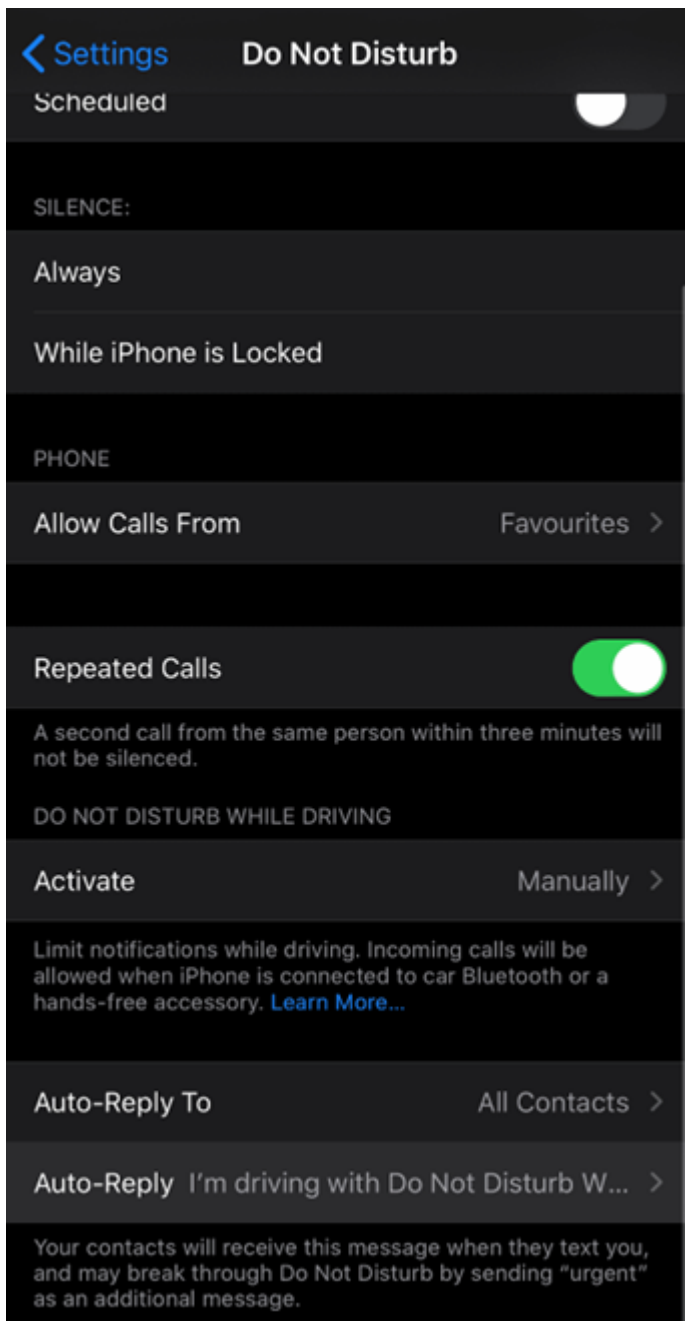 Settings Do Not Disturb
Scheduled
SILENCE:
Always
While iPhone is Locked
PHONE
Allow Calls From Favourites
Repeated Calls
A second call from the same person within three minutes will
not be silenced.
DO NOT DISTURB WHILE DRIVING
Activate Manually
Limit notifications while driving. Incoming calls will be
allowed when iPhone is connected to car Bluetooth or a
hands-free accessory. Learn More...
Auto-Reply To All Contacts
Auto-Reply I’m driving with Do Not Disturb W...
Your contacts will receive this message when they text you,
and may break through Do Not Disturb by sending “urgent”
as an additional message.